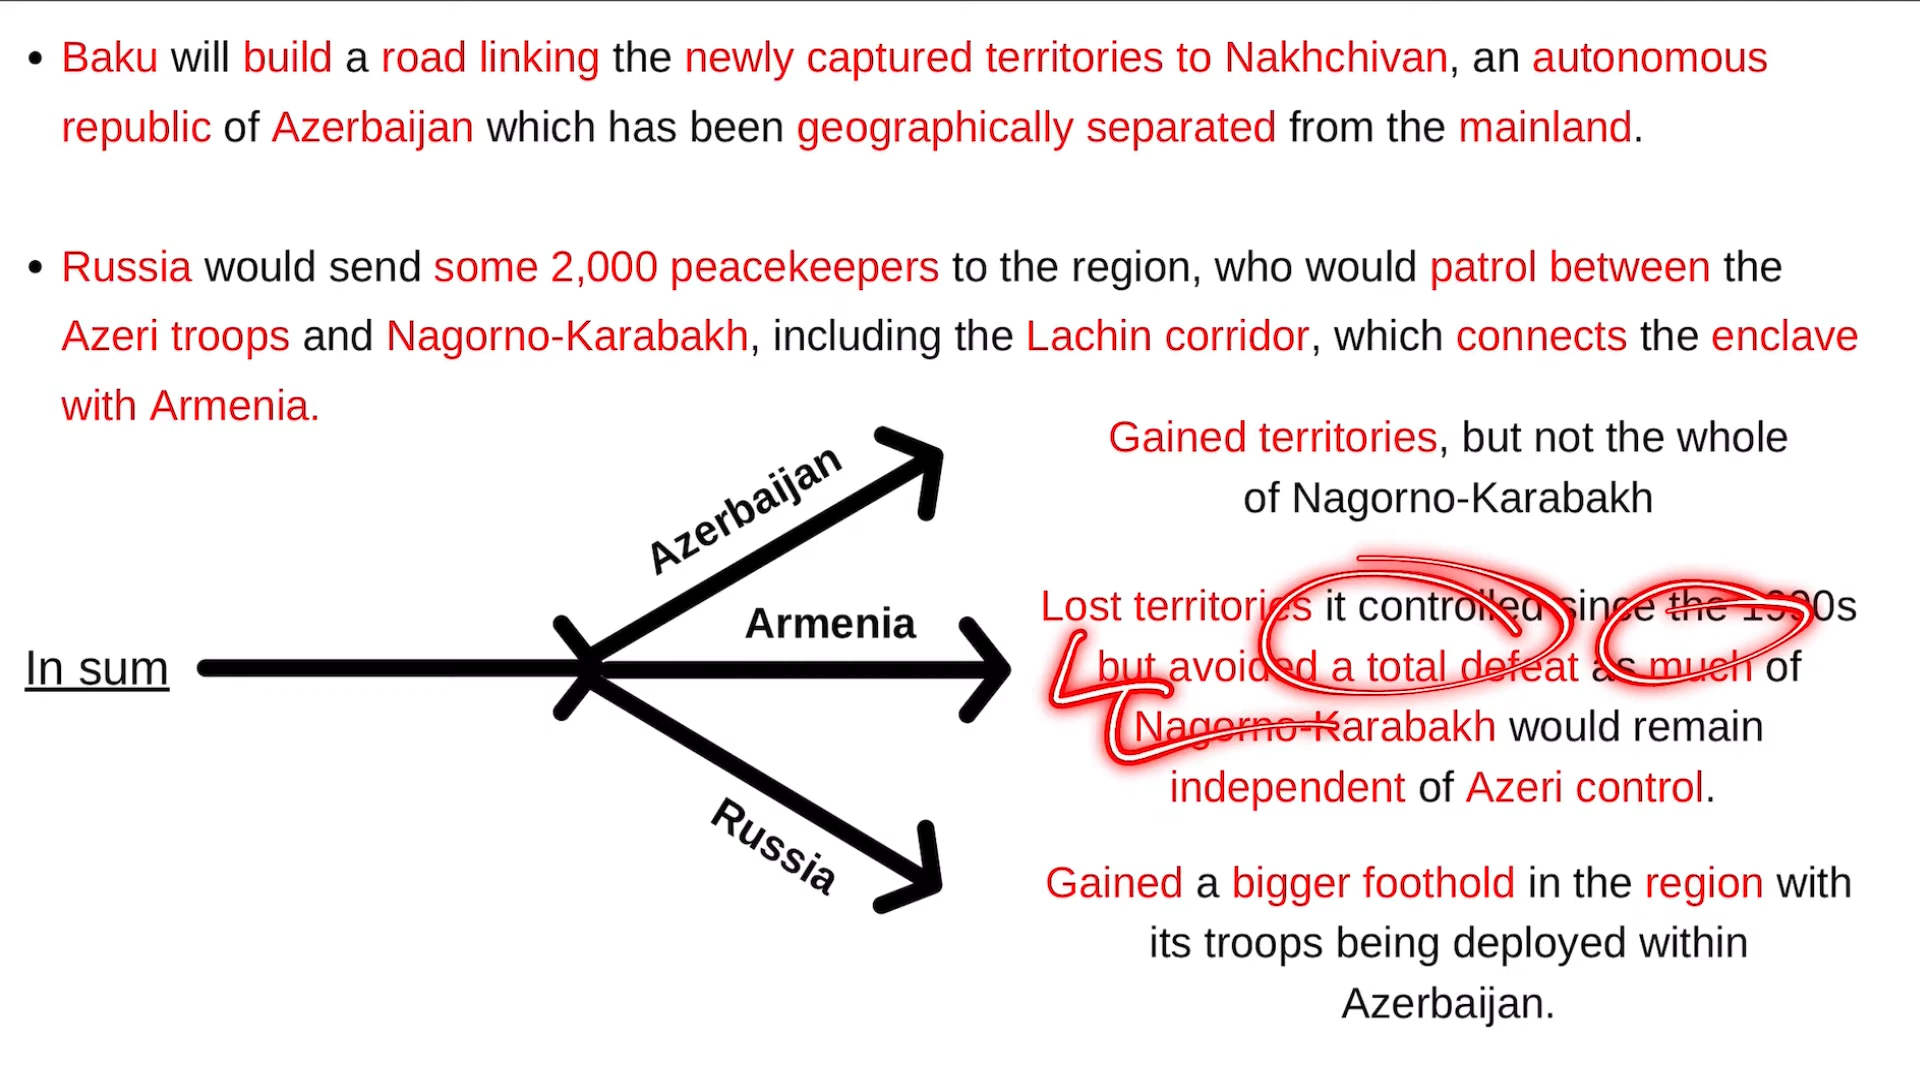 • Baku will build a road linking the newly captured territories to Nakhchivan, an autonomous
republic of Azerbaijan which has been geographically separated from the mainland.
• Russia would send some 2,000 peacekeepers to the region, who would patrol between the
Azeri troops and Nagorno-Karabakh, including the Lachin corridor, which connects the enclave
with Armenia.
In sum
Azerbaijan
Gained territories, but not the whole
of Nagorno-Karabakh
Armenia
Lost territories it controlled since the 1990s
but avoided a total defeat as much of
Nagorno-Karabakh would remain
independent of Azeri control.
Russia
Gained a bigger foothold in the region with
its troops being deployed within
Azerbaijan.